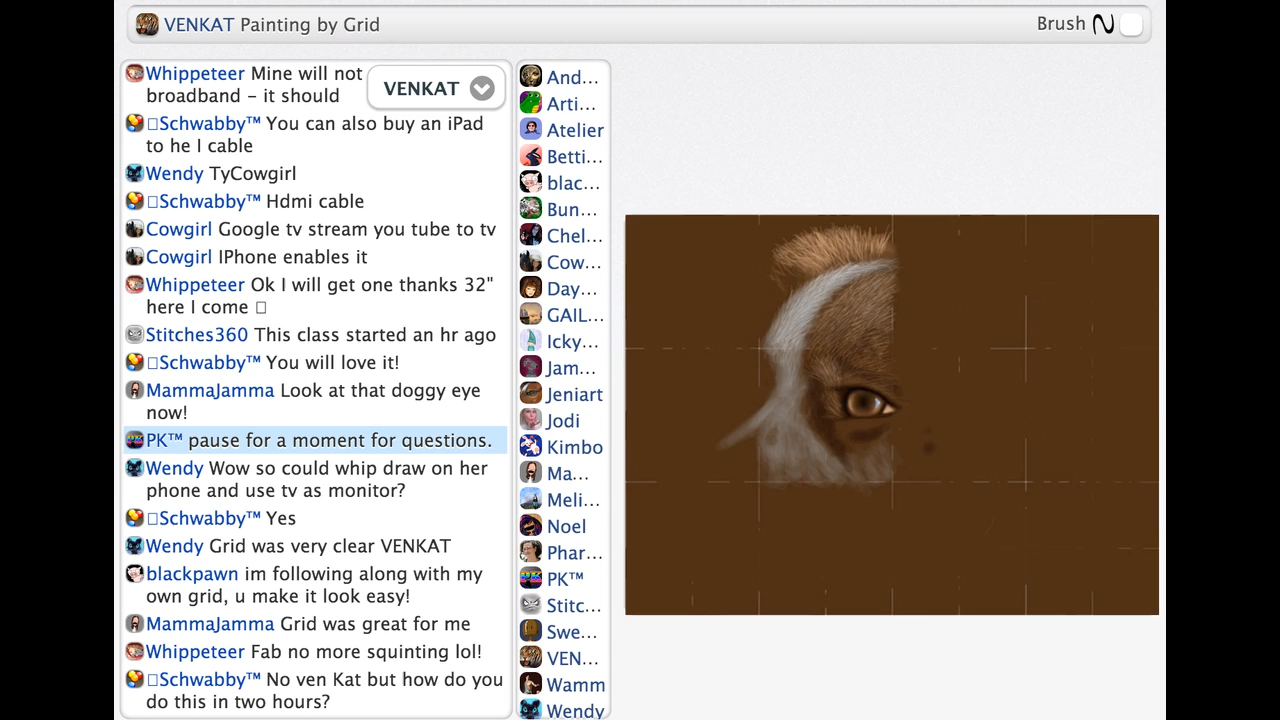 VENKAT Painting by Grid
Brush
Whippeteer Mine will not
broadband – it should
VENKAT
Schwabby™ You can also buy an iPad
to he I cable
Wendy TyCowgirl
Schwabby™ Hdmi cable
Cowgirl Google tv stream you tube to tv
Cowgirl IPhone enables it
Whippeteer Ok I will get one thanks 32"
here I come
Stitches360 This class started an hr ago
Schwabby™ You will love it!
MammaJamma Look at that doggy eye
now!
PK™ pause for a moment for questions.
Wendy Wow so could whip draw on her
phone and use tv as monitor?
Schwabby™ Yes
Wendy Grid was very clear VENKAT
blackpawn im following along with my
own grid, u make it look easy!
MammaJamma Grid was great for me
Whippeteer Fab no more squinting lol!
Schwabby™ No ven Kat but how do you
do this in two hours?
And...
Arti...
Atelier
Betti...
blac...
Bun...
Chel...
Cow...
Day...
GAIL...
Icky...
Jam...
Jeniart
Jodi
Kimbo
Ma...
Meli...
Noel
Phar...
PK™
Stitc...
Swe...
VEN...
Wamm
Wendy